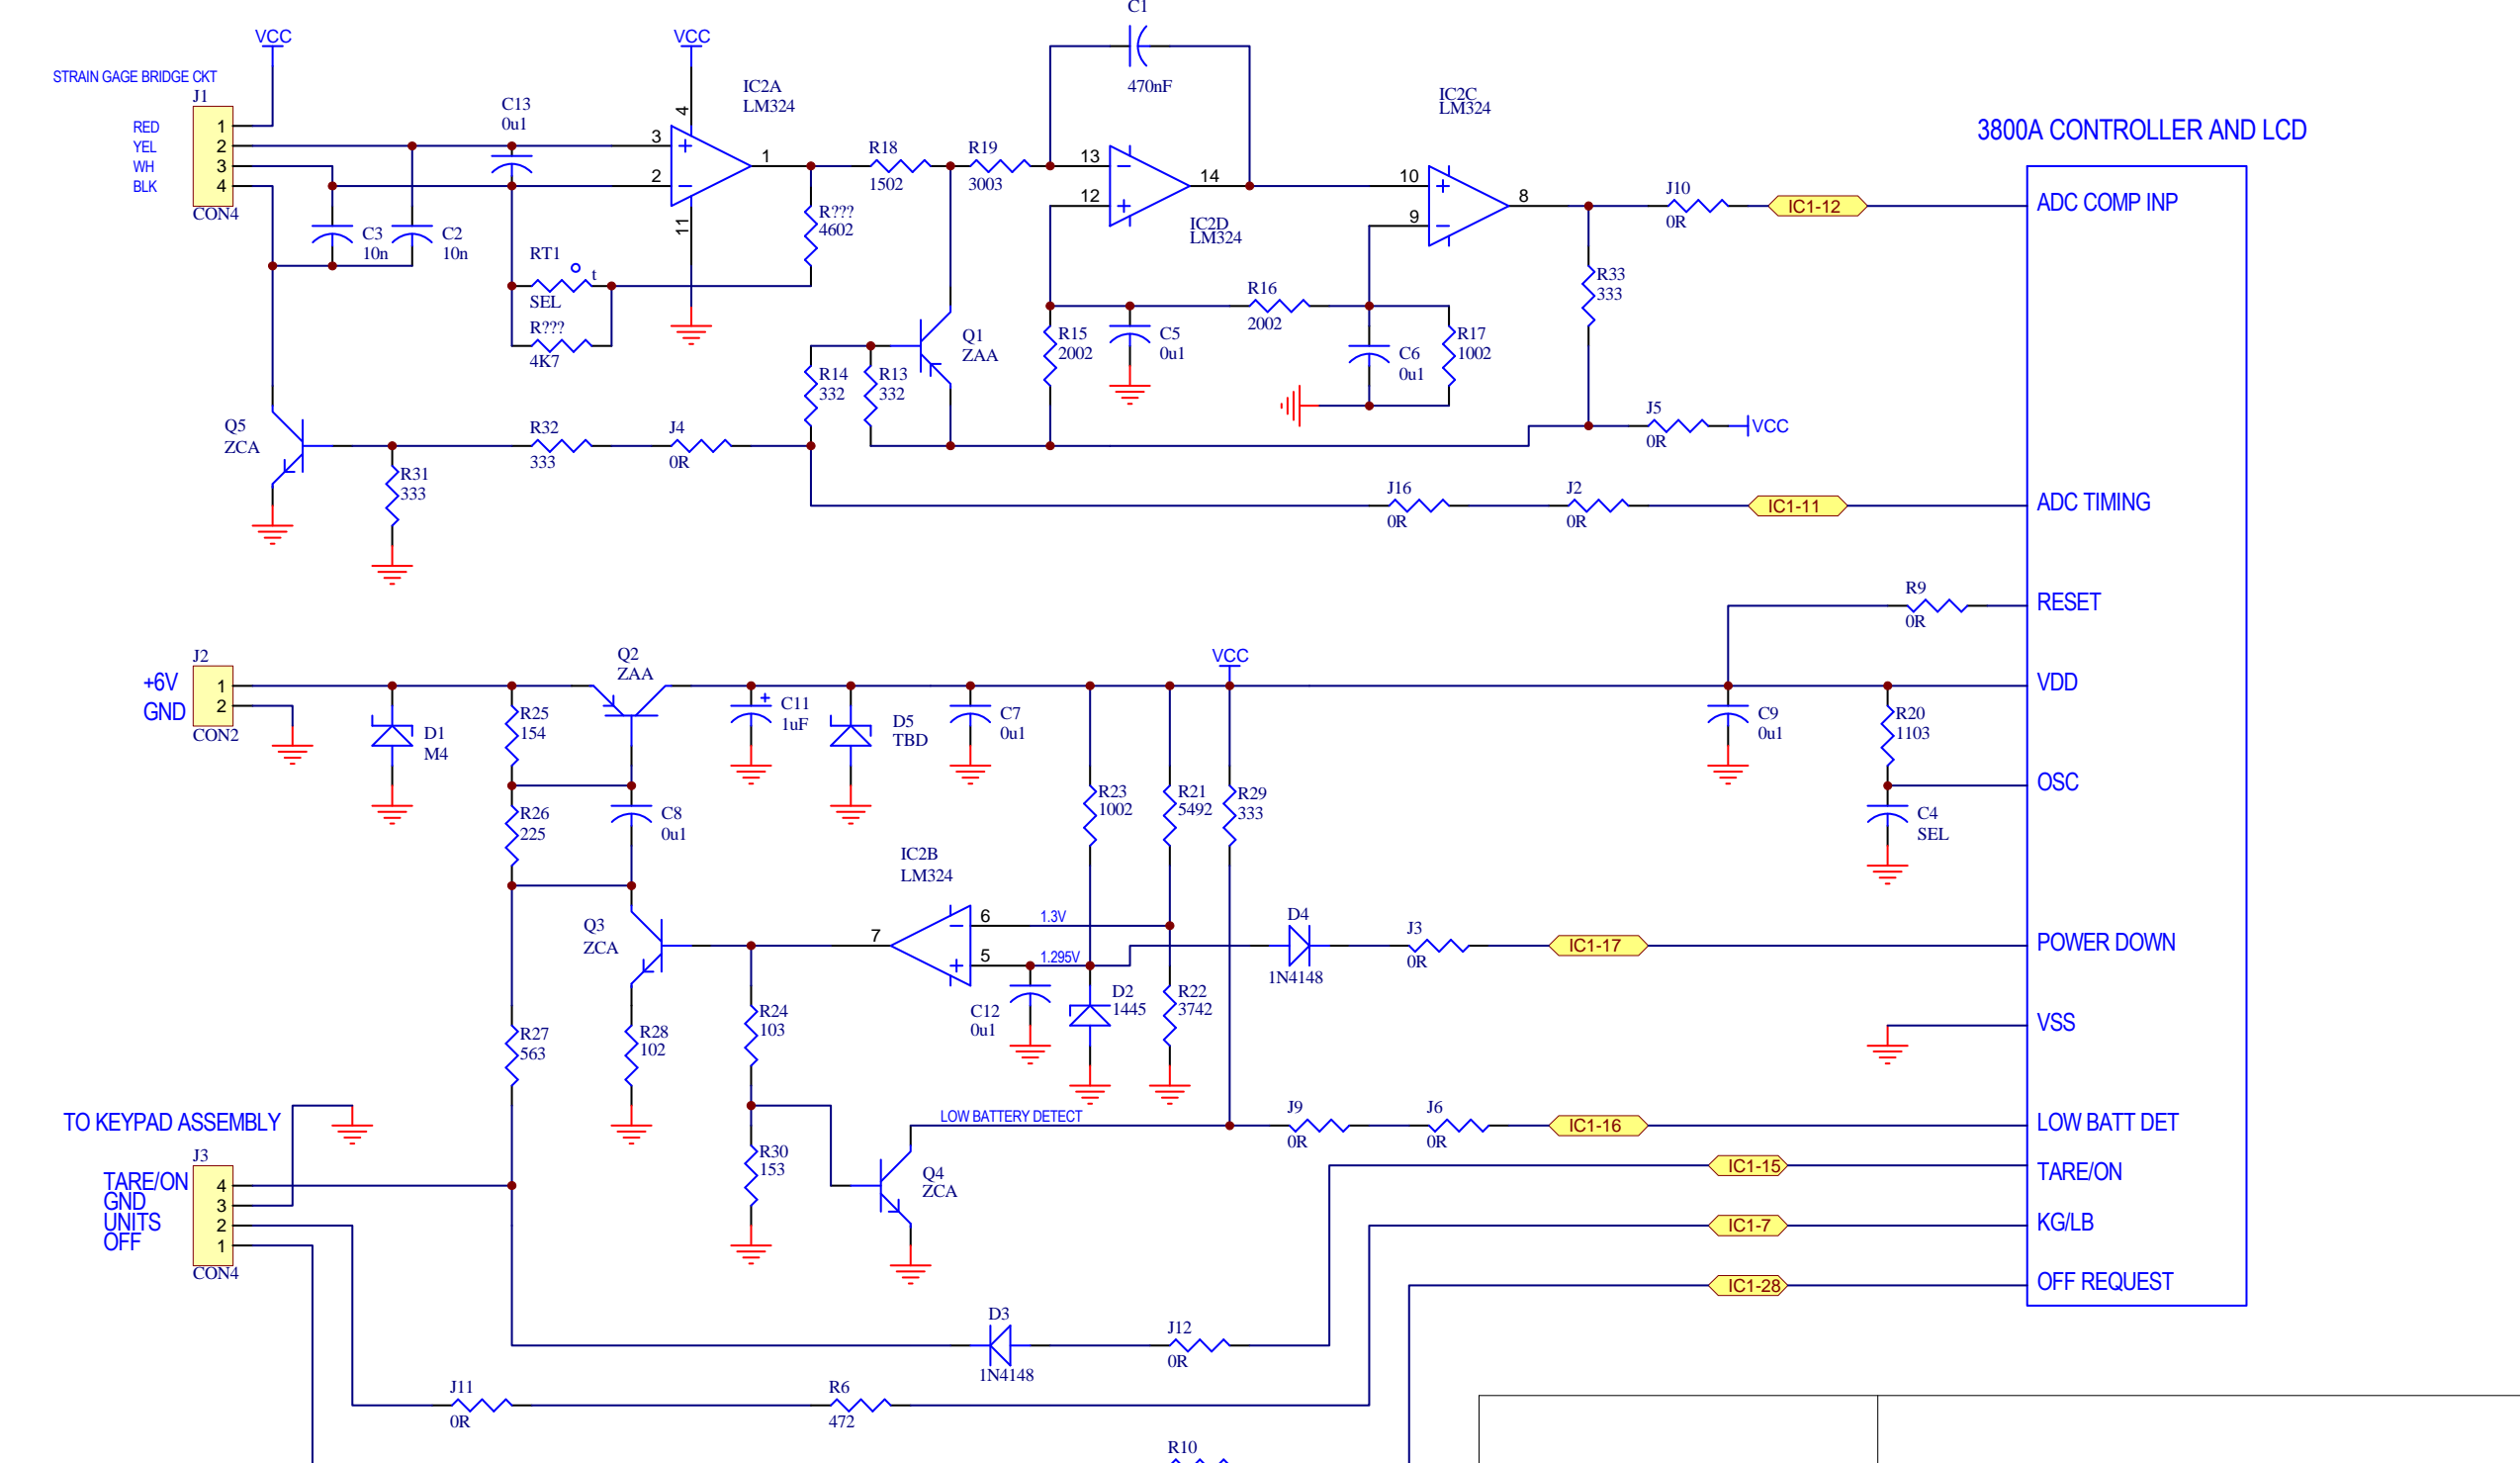 C1
470nF
VCC
VCC
STRAIN GAGE BRIDGE CKT
J1
RED
YEL
WH
BLK
1
2
3
4
CON4
C13
0u1
IC2A
LM324
4
3
2
1
11
R18
1502
R19
3003
13
12
14
IC2D
LM324
IC2C
LM324
10
9
8
J10
0R
IC1-12
3800A CONTROLLER AND LCD
ADC COMP INP
C3
10n
C2
10n
RT1
t
SEL
R???
4K7
R???
4602
Q1
ZAA
R14
332
R13
332
R15
2002
C5
0u1
R16
2002
C6
0u1
R17
1002
R33
333
J5
0R
VCC
Q5
ZCA
R31
333
R32
333
J4
0R
J16
0R
J2
0R
IC1-11
ADC TIMING
R9
0R
RESET
J2
+6V
GND
1
2
CON2
D1
M4
R25
154
Q2
ZAA
C11
1uF
D5
TBD
C7
0u1
VCC
C9
0u1
R20
1103
VDD
OSC
C4
SEL
R26
225
C8
0u1
R23
1002
R21
5492
R29
333
IC2B
LM324
Q3
ZCA
7
6
5
1.3V
1.295V
D4
1N4148
J3
0R
IC1-17
POWER DOWN
C12
0u1
D2
1445
R22
3742
R24
103
R28
102
R27
563
VSS
TO KEYPAD ASSEMBLY
J3
TARE/ON
GND
UNITS
OFF
4
3
2
1
CON4
LOW BATTERY DETECT
R30
153
Q4
ZCA
J9
0R
J6
0R
IC1-16
LOW BATT DET
IC1-15
TARE/ON
IC1-7
KG/LB
IC1-28
OFF REQUEST
D3
1N4148
J12
0R
J11
0R
R6
472
R10